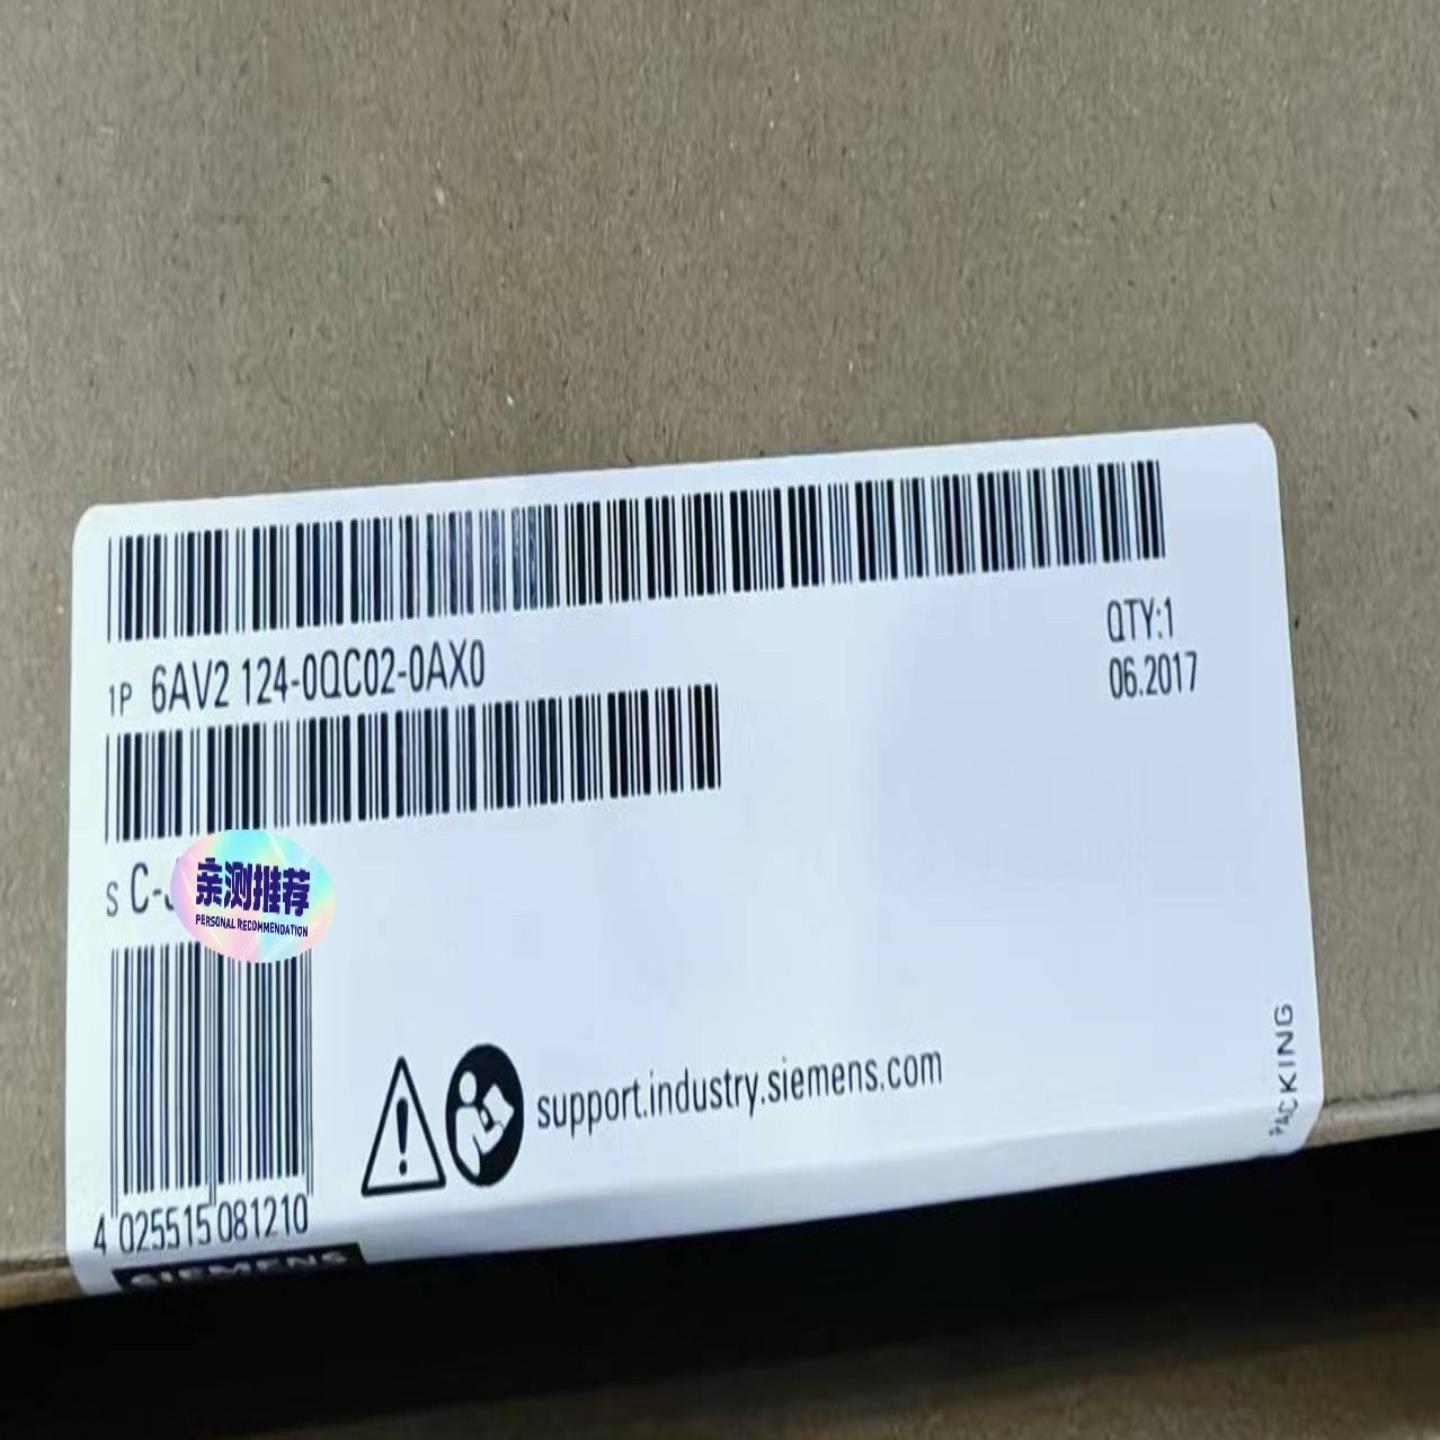 1P 6AV2 124-0QC02-0AX0
QTY:1
06.2017
S C-
亲测推荐
PERSONAL RECOMMENDATION
support.industry.siemens.com
PACKING
4 025515 081210
SIEMENS